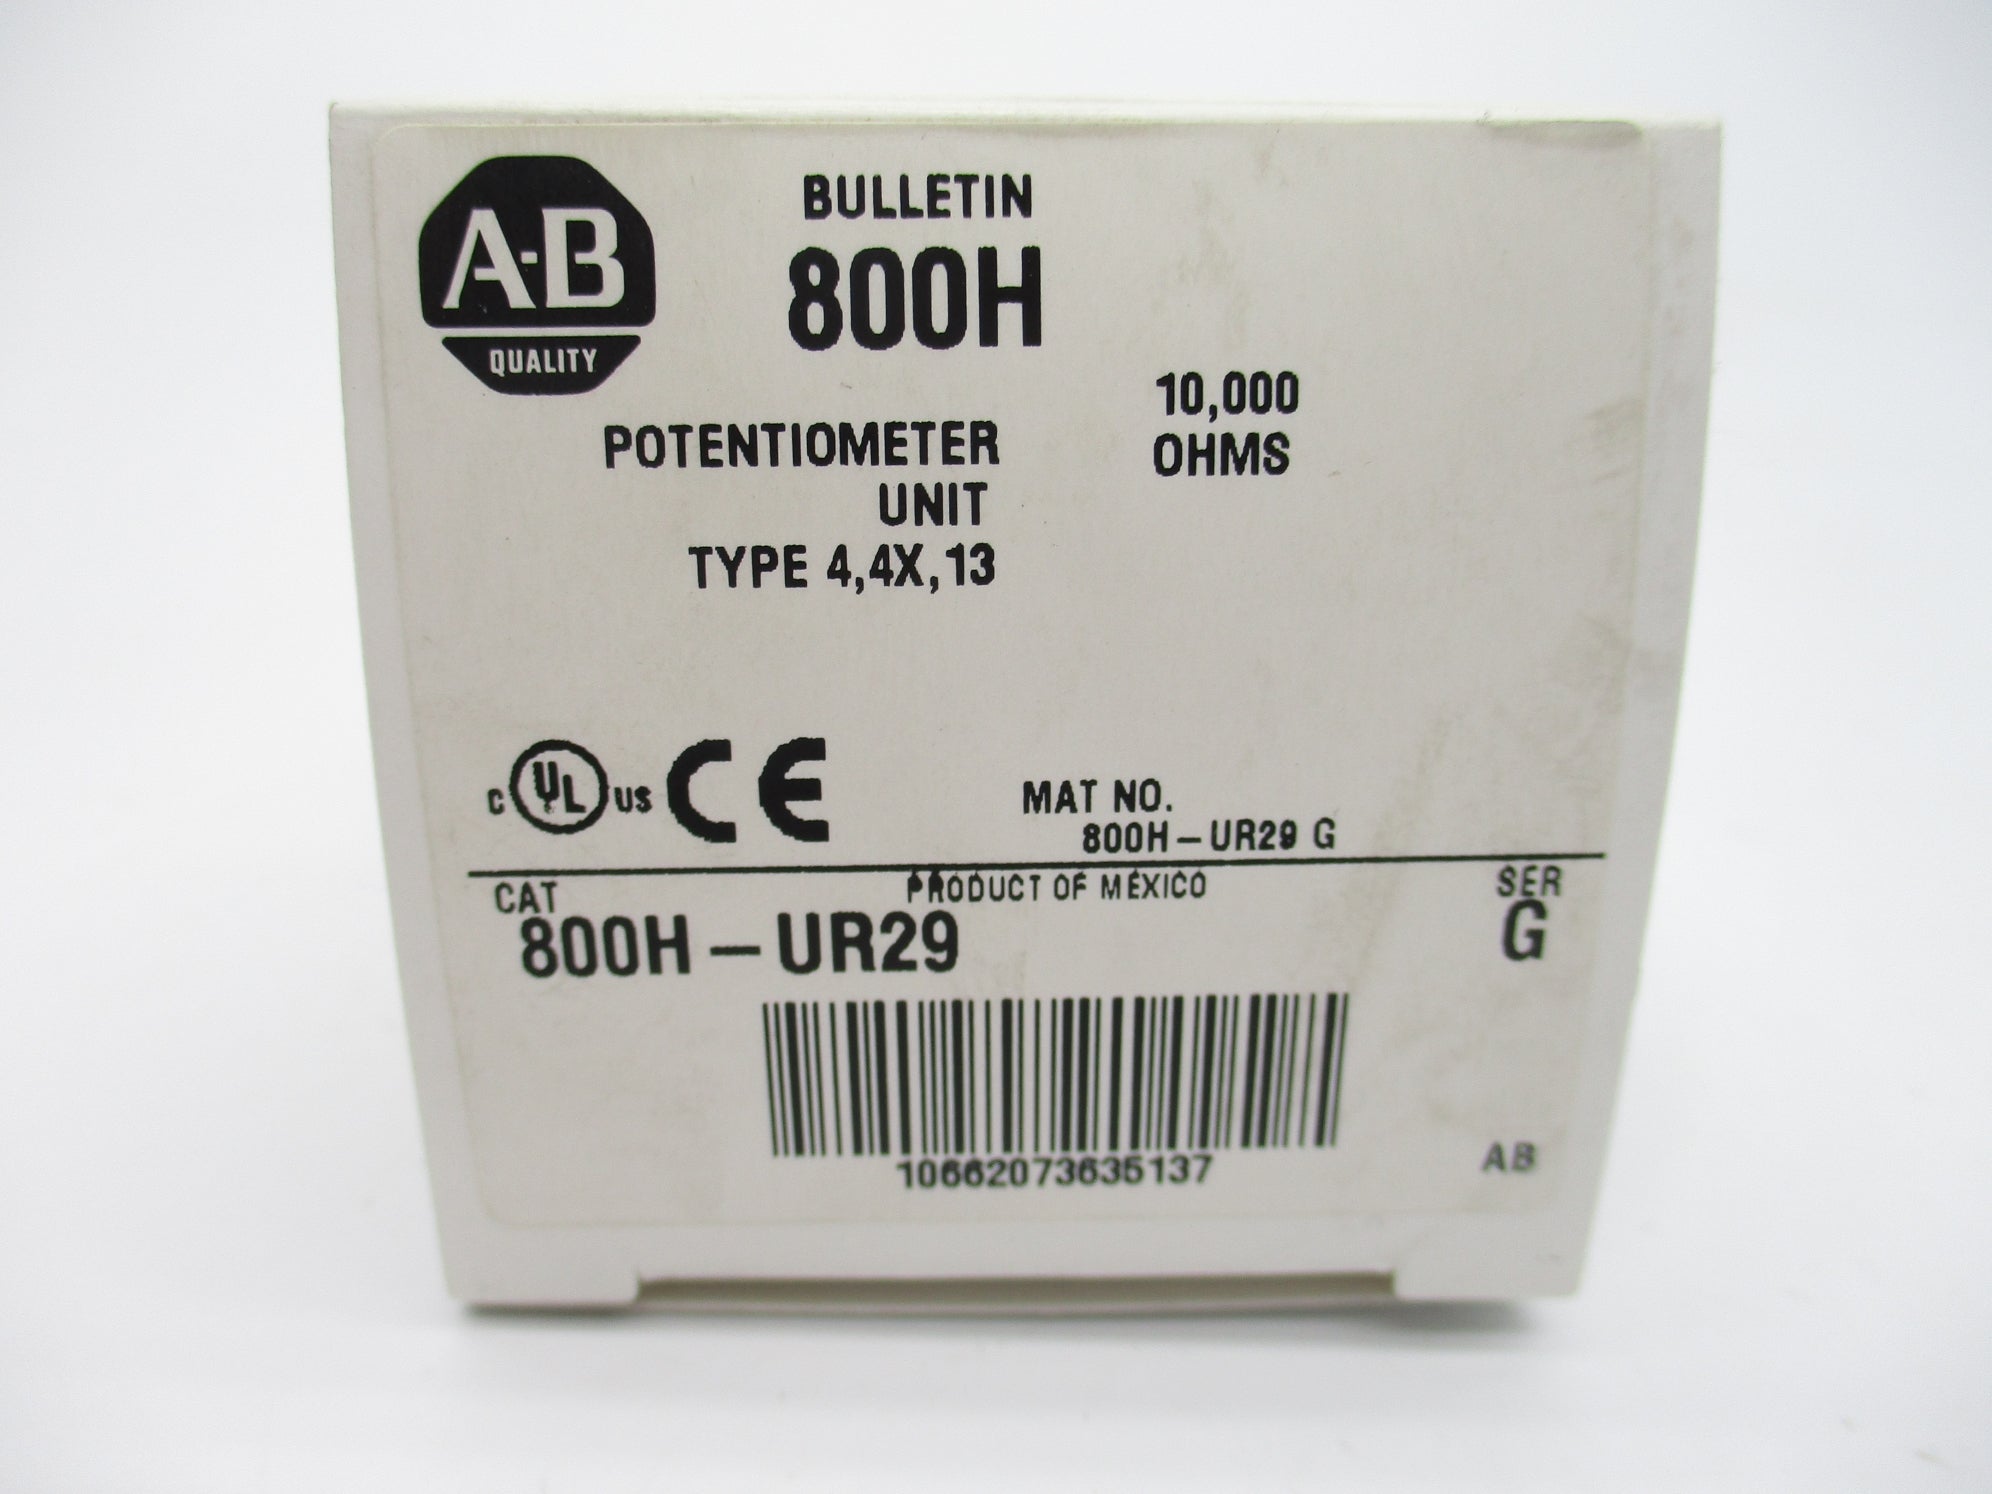 A-B
QUALITY
BULLETIN
800H
10,000
OHMS
POTENTIOMETER
UNIT
TYPE 4,4X,13
C UL US CE
MAT NO.
800H-UR29 G
CAT
PRODUCT OF MEXICO
SER
800H-UR29
G
10662073635137
AB